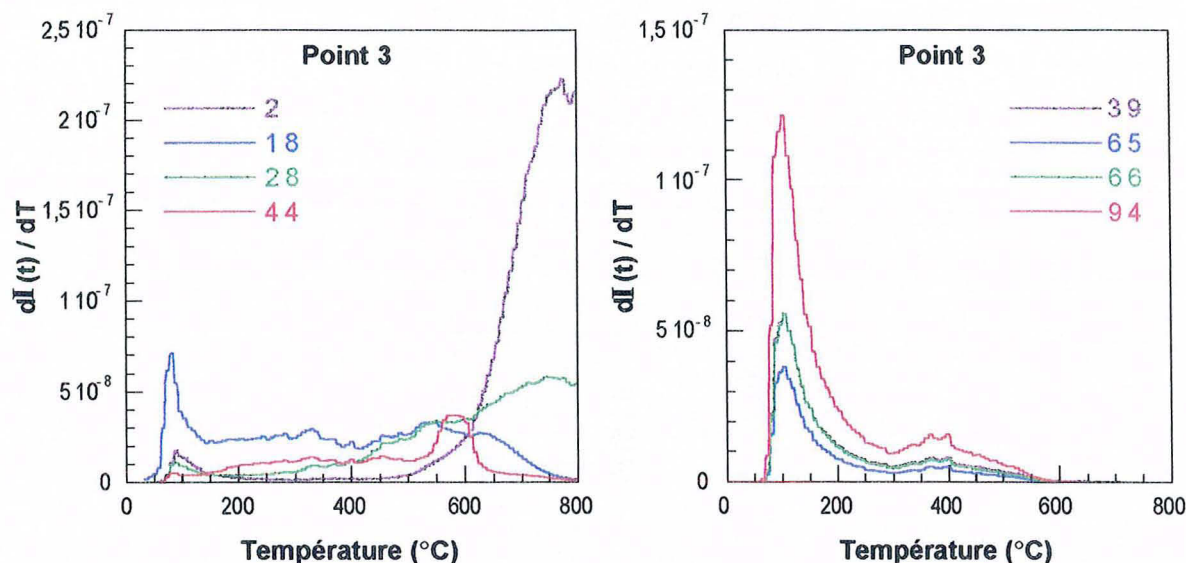 Point 3
dI (t) / dT
2,5 10-7
2 10-7
1,5 10-7
1 10-7
5 10-8
0
2
18
28
44
0 200 400 600 800
Température (°C)
Point 3
dI (t) / dT
1,5 10-7
1 10-7
5 10-8
0
39
65
66
94
0 200 400 600 800
Température (°C)